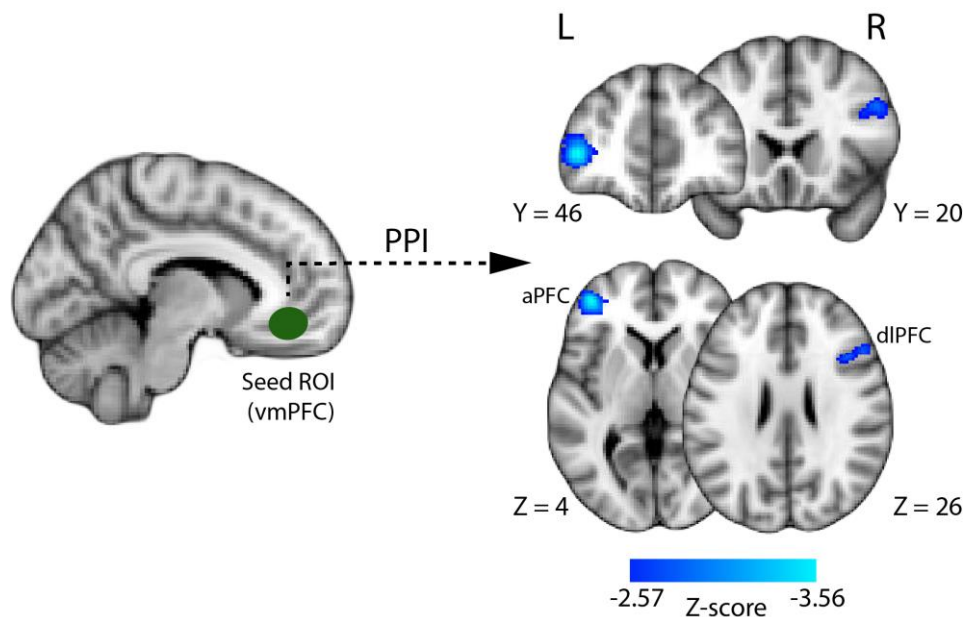 L
R
PPI
Y = 46
Y = 20
aPFC
dlPFC
Seed ROI
(vmPFC)
Z = 4
Z = 26
-2.57
-3.56
Z-score